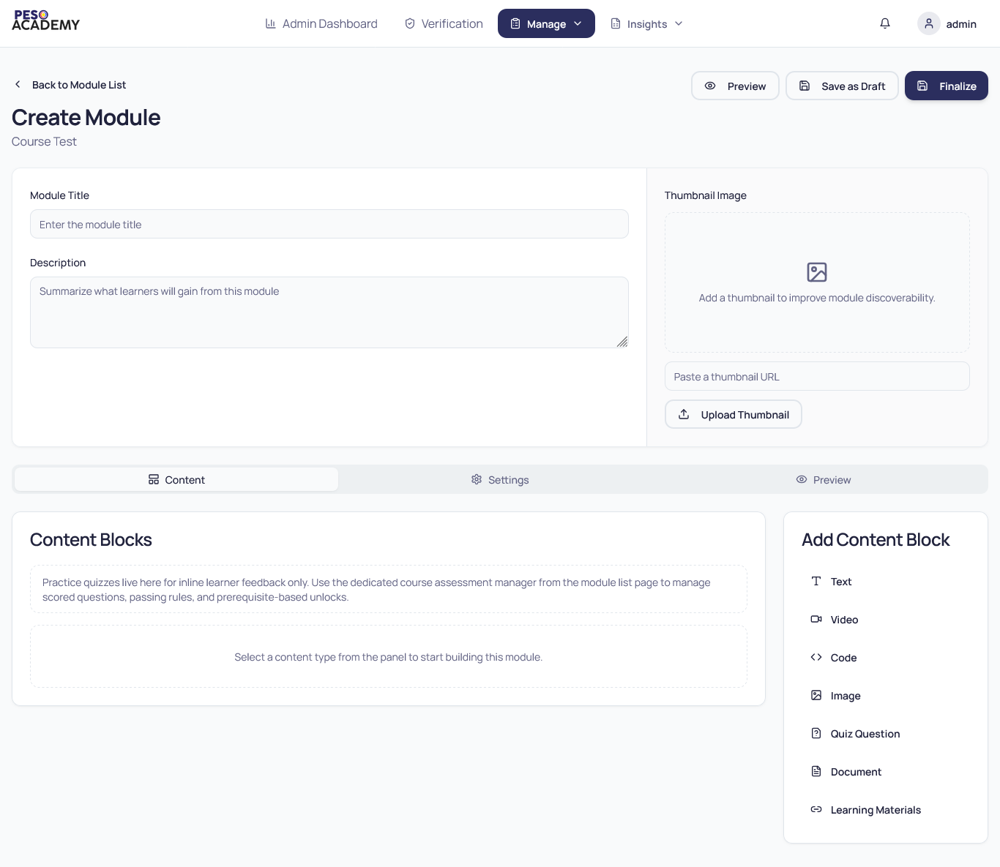 PESO
ACADEMY
Admin Dashboard
Verification
Manage
Insights
admin
Back to Module List
Preview
Save as Draft
Finalize
Create Module
Course Test
Module Title
Enter the module title
Description
Summarize what learners will gain from this module
Thumbnail Image
Add a thumbnail to improve module discoverability.
Paste a thumbnail URL
Upload Thumbnail
Content
Settings
Preview
Content Blocks
Practice quizzes live here for inline learner feedback only. Use the dedicated course assessment manager from the module list page to manage
scored questions, passing rules, and prerequisite-based unlocks.
Select a content type from the panel to start building this module.
Add Content Block
Text
Video
Code
Image
Quiz Question
Document
Learning Materials